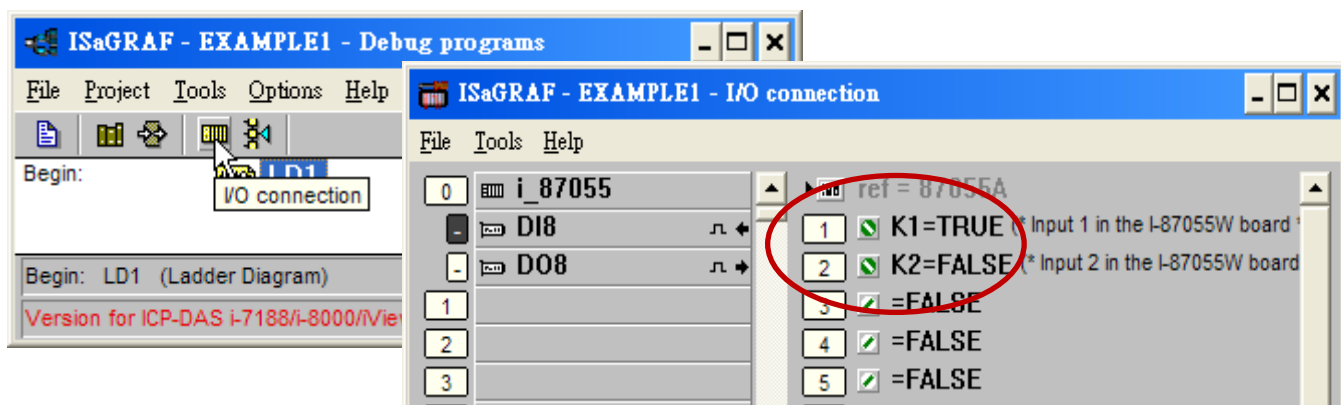 ISaGRAF - EXAMPLE1 - Debug programs
File Project Tools Options Help
Begin:
LD1
I/O connection
Begin: LD1 (Ladder Diagram)
Version for ICP-DAS i-7188/i-8000/iVie
ISaGRAF - EXAMPLE1 - I/O connection
File Tools Help
0 i_87055
- DI8
- DO8
1
2
3
ref = 87055A
1 K1=TRUE (* Input 1 in the I-87055W board *
2 K2=FALSE (* Input 2 in the I-87055W board
3 =FALSE
4 =FALSE
5 =FALSE